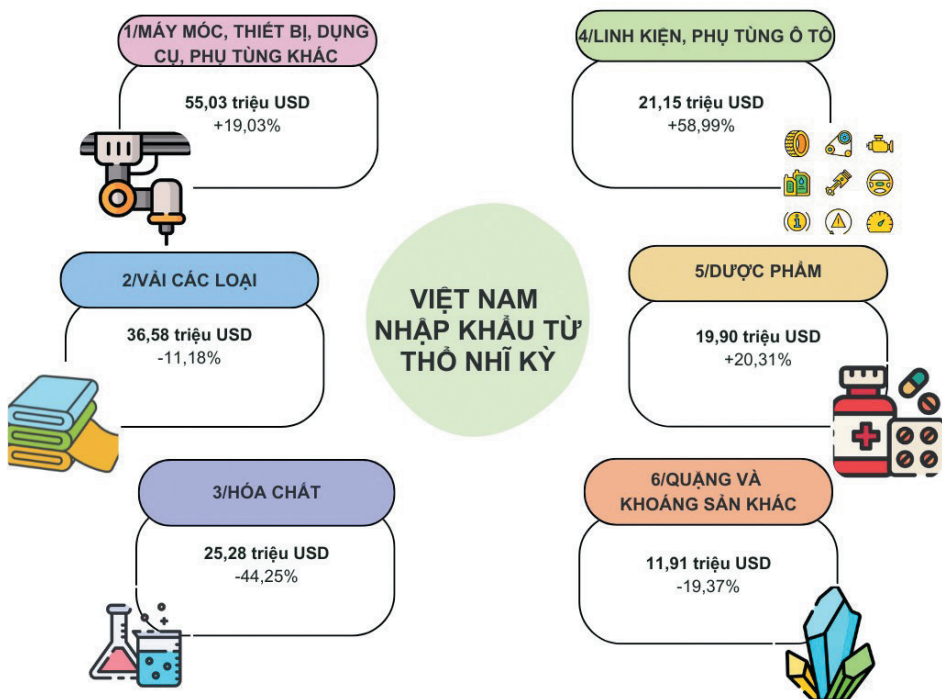 1/MÁY MÓC, THIẾT BỊ, DỤNG
CỤ, PHỤ TÙNG KHÁC
55,03 triệu USD
+19,03%
2/VẢI CÁC LOẠI
36,58 triệu USD
-11,18%
3/HÓA CHẤT
25,28 triệu USD
-44,25%
VIỆT NAM
NHẬP KHẨU TỪ
THỔ NHĨ KỲ
4/LINH KIỆN, PHỤ TÙNG Ô TÔ
21,15 triệu USD
+58,99%
5/DƯỢC PHẨM
19,90 triệu USD
+20,31%
6/QUẶNG VÀ
KHOÁNG SẢN KHÁC
11,91 triệu USD
-19,37%